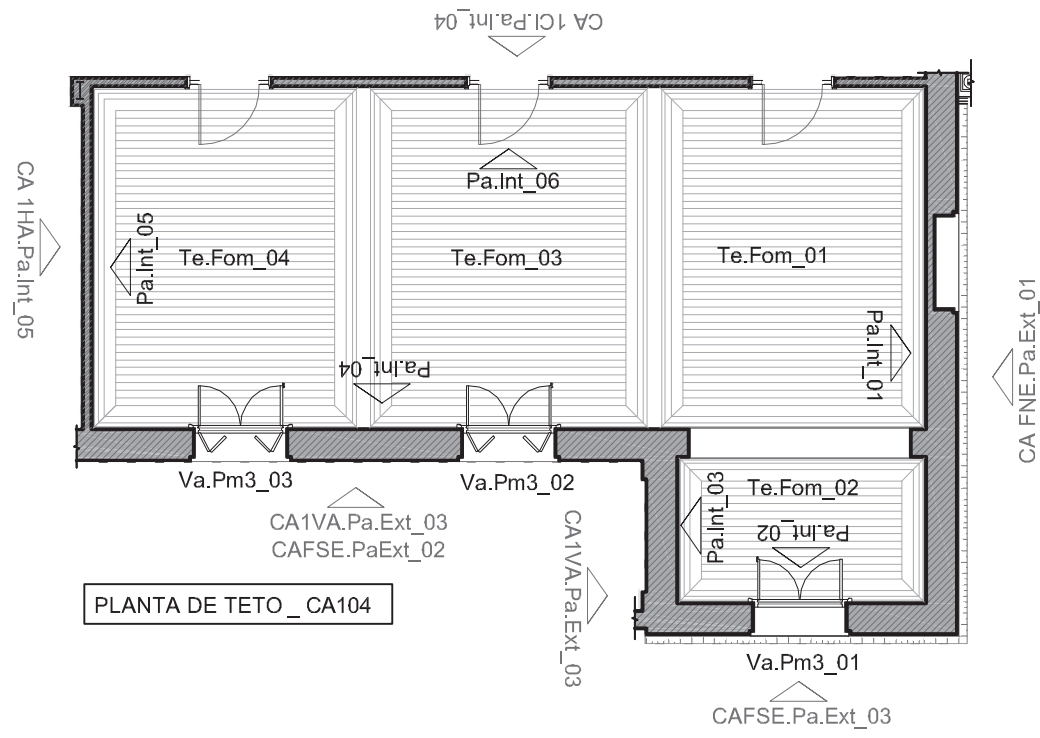 CA 1Cl.Pa.Int_04
CA 1HA.Pa.Int_05
Pa.Int_05
Te.Fom_04
Pa.Int_06
Te.Fom_03
Te.Fom_01
Pa.Int_01
CA FNE.Pa.Ext_01
Pa.Int_04
Va.Pm3_03
Va.Pm3_02
Te.Fom_02
Pa.Int_03
Pa.Int_02
CA1VA.Pa.Ext_03
CAFSE.PaExt_02
CA1VA.Pa.Ext_03
PLANTA DE TETO _ CA104
Va.Pm3_01
CAFSE.Pa.Ext_03